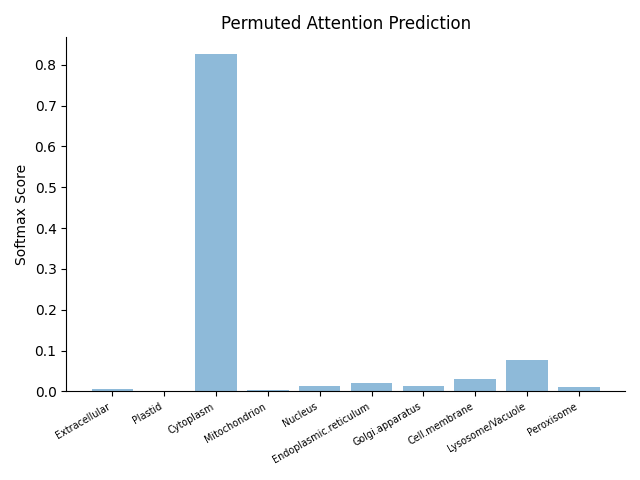 Permuted Attention Prediction
Softmax Score
0.8
0.7
0.6
0.5
0.4
0.3
0.2
0.1
0.0
Extracellular
Plastid
Cytoplasm
Mitochondrion
Nucleus
Endoplasmic.reticulum
Golgi.apparatus
Cell.membrane
Lysosome/Vacuole
Peroxisome